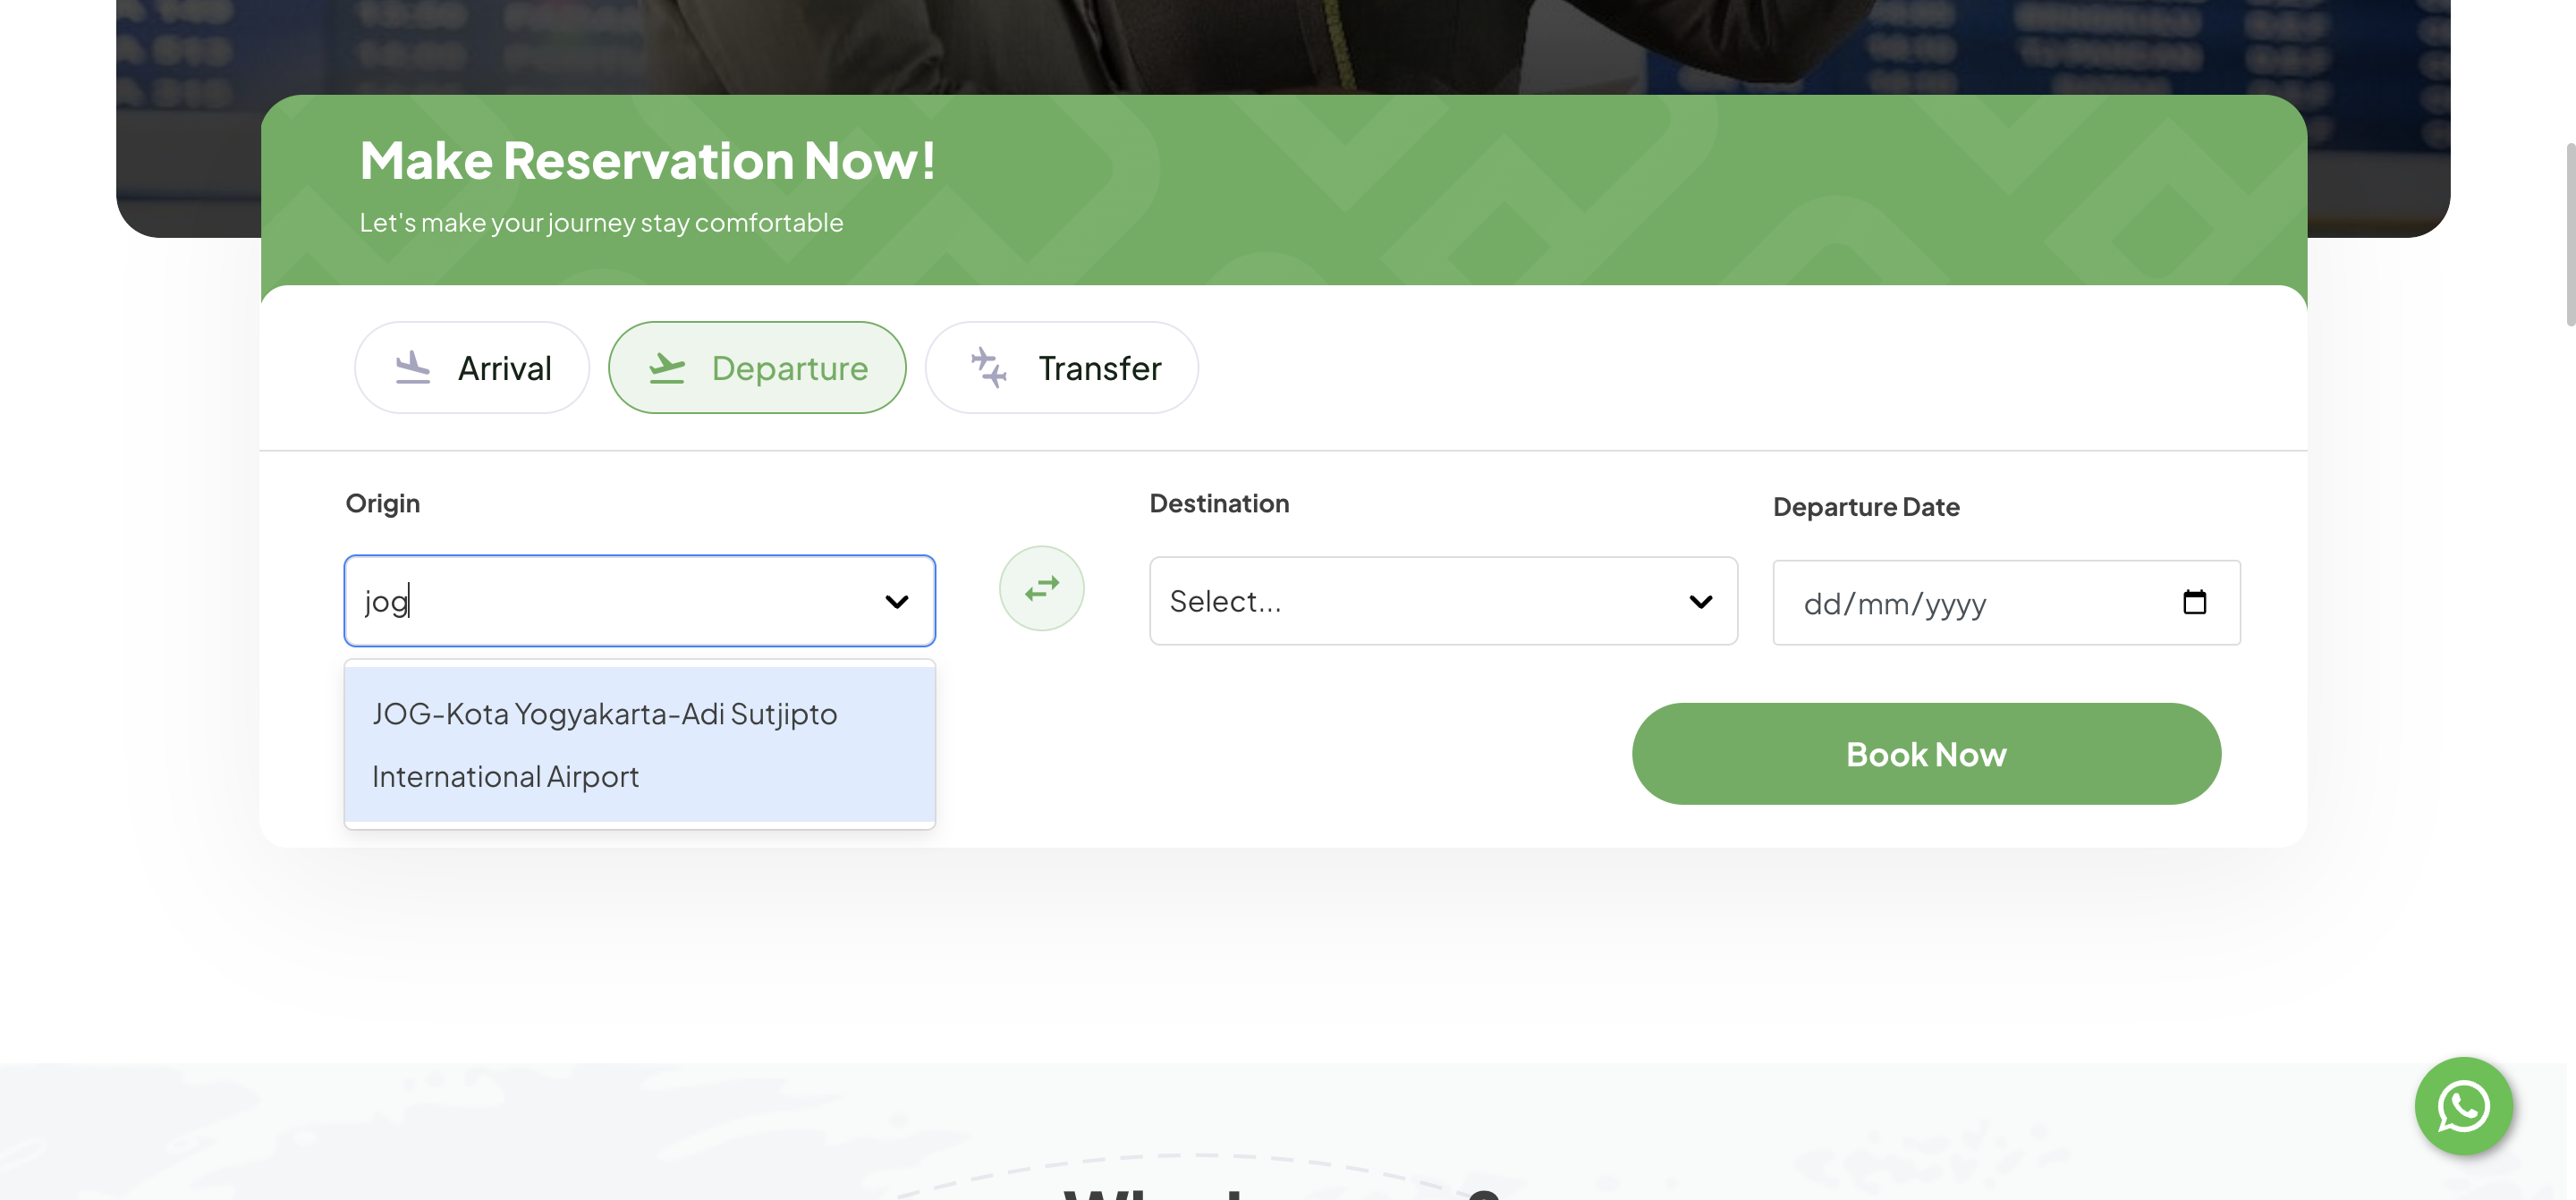 Make Reservation Now!
Let's make your journey stay comfortable
Arrival
Departure
Transfer
Origin
Destination
Departure Date
jog
Select...
dd/mm/yyyy
JOG-Kota Yogyakarta-Adi Sutjipto
International Airport
Book Now